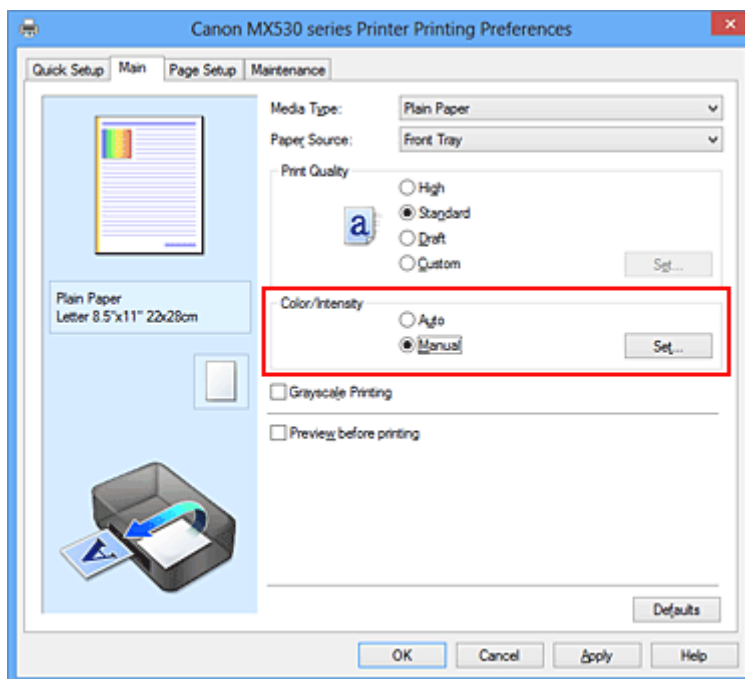 Canon MX530 series Printer Printing Preferences
Quick Setup Main Page Setup Maintenance
Media Type: Plain Paper
Paper Source: Front Tray
Print Quality
High
a Standard
Draft
Custom Set...
Plain Paper
Letter 8.5"x11" 22x28cm
Color/Intensity
Auto
Manual Set...
Grayscale Printing
Preview before printing
A
Defaults
OK Cancel Apply Help